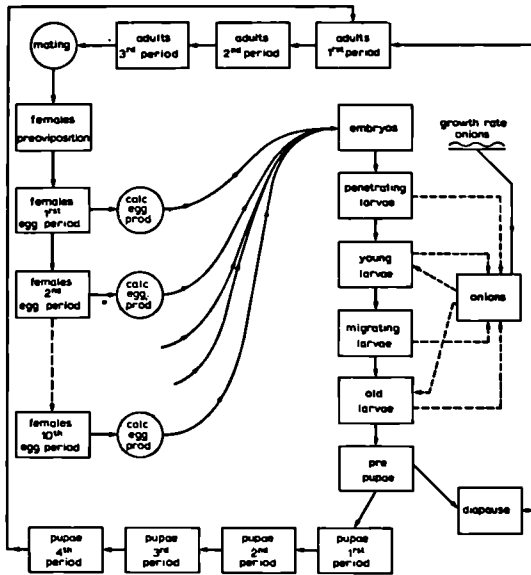 mating
adults
3rd period
adults
2nd period
adults
1rst period
females
preoviposition
embryos
growth rate
onions
females
1rst
egg period
calc
egg
prod
penetrating
larvae
females
2nd
egg period
calc
egg
prod
young
larvae
onions
migrating
larvae
females
10th
egg period
calc
egg
prod
old
larvae
pre
pupae
diapause
pupae
4th
period
pupae
3rd
period
pupae
2nd
period
pupae
1rst
period